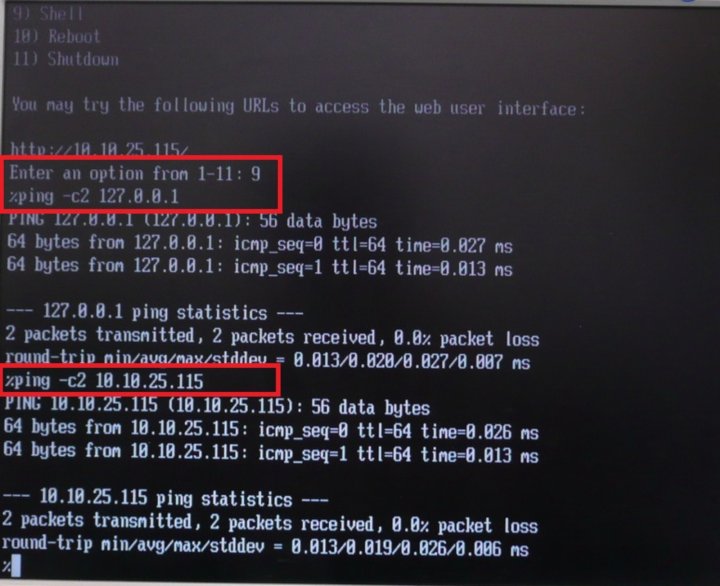 9) Shell
10) Reboot
11) Shutdown
You may try the following URLs to access the web user interface:
http://10.10.25.115/
Enter an option from 1-11: 9
%ping -c2 127.0.0.1
PING 127.0.0.1 (127.0.0.1): 56 data bytes
64 bytes from 127.0.0.1: icmp_seq=0 ttl=64 time=0.027 ms
64 bytes from 127.0.0.1: icmp_seq=1 ttl=64 time=0.013 ms
--- 127.0.0.1 ping statistics ---
2 packets transmitted, 2 packets received, 0.0% packet loss
round-trip min/avg/max/stddev = 0.013/0.020/0.027/0.007 ms
%ping -c2 10.10.25.115
PING 10.10.25.115 (10.10.25.115): 56 data bytes
64 bytes from 10.10.25.115: icmp_seq=0 ttl=64 time=0.026 ms
64 bytes from 10.10.25.115: icmp_seq=1 ttl=64 time=0.013 ms
--- 10.10.25.115 ping statistics ---
2 packets transmitted, 2 packets received, 0.0% packet loss
round-trip min/avg/max/stddev = 0.013/0.019/0.026/0.006 ms
%